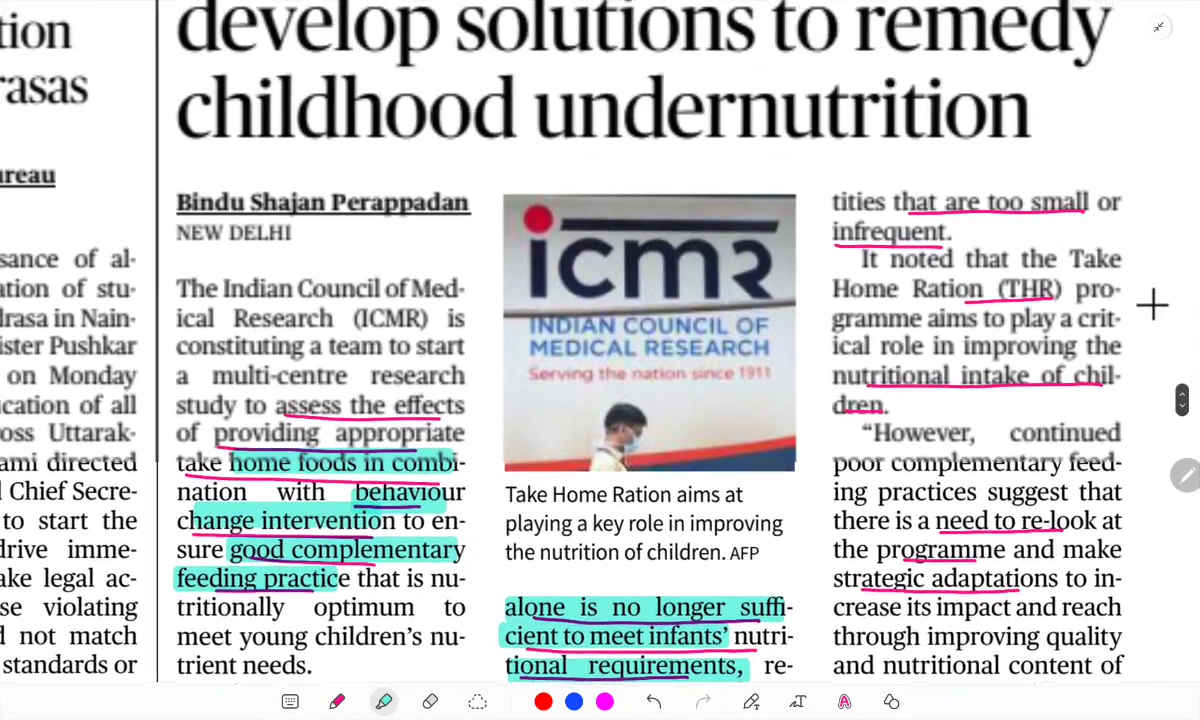 develop solutions to remedy
childhood undernutrition
tion
rasas
ureau
sance of al-
ation of stu-
drasa in Nain-
ister Pushkar
on Monday
ucation of all
ross Uttarak-
ami directed
l Chief Secre-
to start the
drive imme-
ake legal ac-
se violating
d not match
standards or
Bindu Shajan Perappadan
NEW DELHI
The Indian Council of Med-
ical Research (ICMR) is
constituting a team to start
a multi-centre research
study to assess the effects
of providing appropriate
take home foods in combi-
nation with behaviour
change intervention to en-
sure good complementary
feeding practice that is nu-
tritionally optimum to
meet young children’s nu-
trient needs.
icmr
INDIAN COUNCIL OF
MEDICAL RESEARCH
Serving the nation since 1911
Take Home Ration aims at
playing a key role in improving
the nutrition of children. AFP
alone is no longer suffi-
cient to meet infants’ nutri-
tional requirements, re-
tities that are too small or
infrequent.
It noted that the Take
Home Ration (THR) pro-
gramme aims to play a crit-
ical role in improving the
nutritional intake of chil-
dren.
“However, continued
poor complementary feed-
ing practices suggest that
there is a need to re-look at
the programme and make
strategic adaptations to in-
crease its impact and reach
through improving quality
and nutritional content of